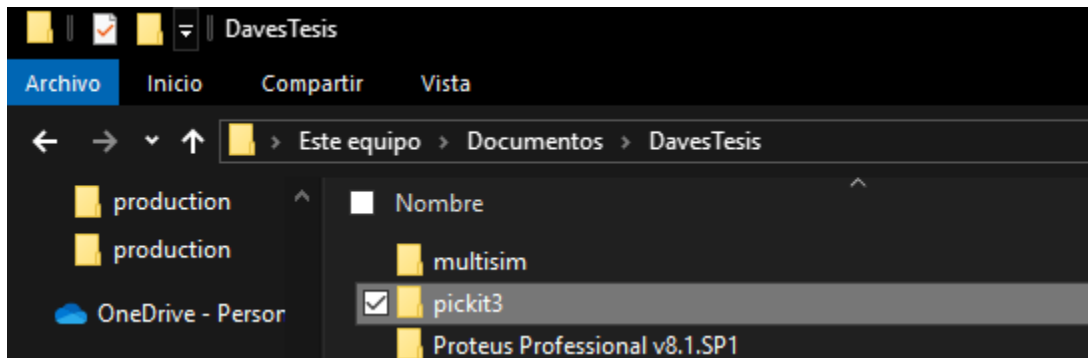 DavesTesis
Archivo Inicio Compartir Vista
Este equipo > Documentos > DavesTesis
production
production
OneDrive - Person
Nombre
multisim
pickit3
Proteus Professional v8.1.SP1